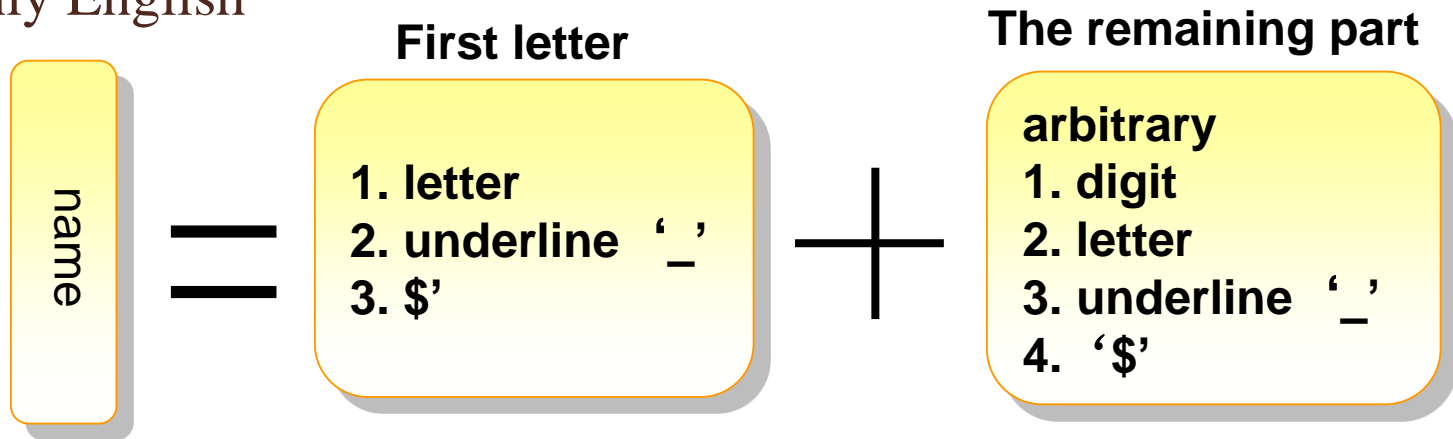 English
First letter
The remaining part
name
1. letter
2. underline ‘_’
3. $’
arbitrary
1. digit
2. letter
3. underline ‘_’
4. ‘$’